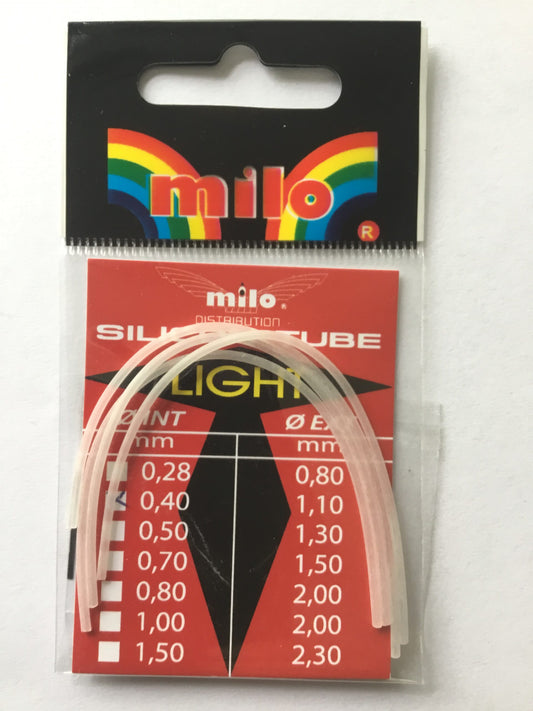 milo
R
milo ®
DISTRIBUTION
TUBE
LIGHT
Ø INT Ø EX
mm mm
0,28 0,80
0,40 1,10
0,50 1,30
0,70 1,50
0,80 2,00
1,00 2,00
1,50 2,30